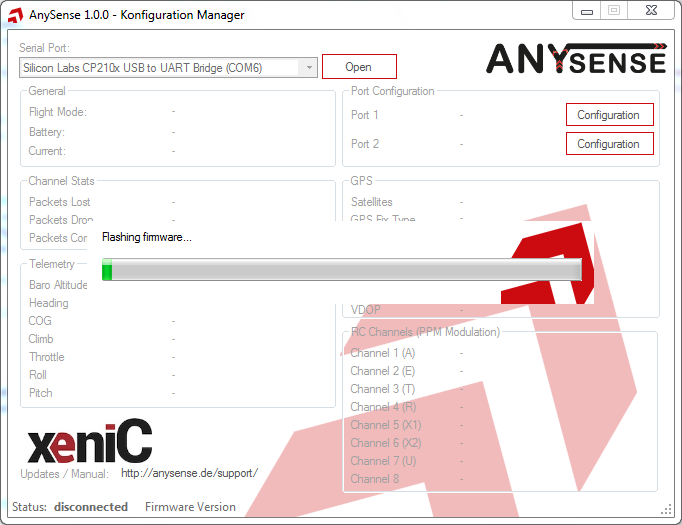 AnySense 1.0.0 - Konfiguration Manager
Serial Port:
Silicon Labs CP210x USB to UART Bridge (COM6)
Open
ANYSENSE
General
Flight Mode: -
Battery: -
Current: -
Port Configuration
Port 1 - Configuration
Port 2 - Configuration
Channel Stats
Packets Lost -
Packets Drop
Packets Cor
GPS
Satellites -
GPS Fix Type -
Flashing firmware...
VDOP -
Telemetry
Baro Altitude
Heading
COG -
Climb -
Throttle -
Roll -
Pitch -
RC Channels (PPM Modulation)
Channel 1 (A) -
Channel 2 (E) -
Channel 3 (T) -
Channel 4 (R) -
Channel 5 (X1) -
Channel 6 (X2) -
Channel 7 (U) -
Channel 8 -
xeniC
Updates / Manual: http://anysense.de/support/
Status: disconnected Firmware Version